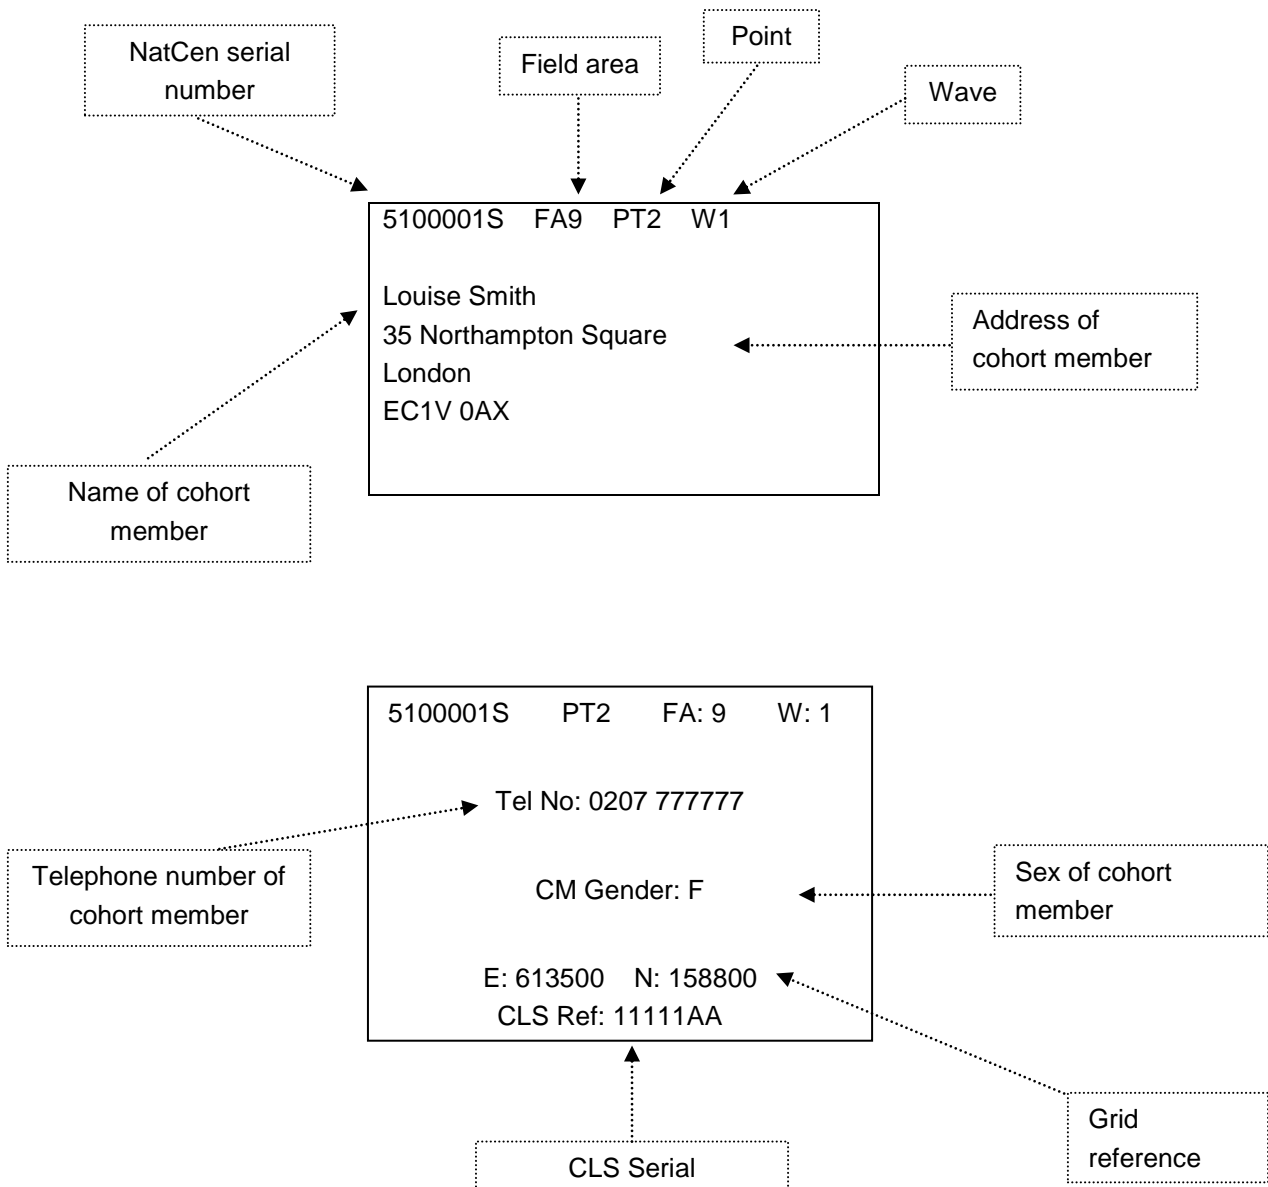 NatCen serial
number
Field area
Point
Wave
5100001S FA9 PT2 W1
Louise Smith
35 Northampton Square
London
EC1V 0AX
Address of
cohort member
Name of cohort
member
5100001S PT2 FA: 9 W: 1
Tel No: 0207 777777
Telephone number of
cohort member
CM Gender: F
Sex of cohort
member
E: 613500 N: 158800
CLS Ref: 11111AA
Grid
reference
CLS Serial